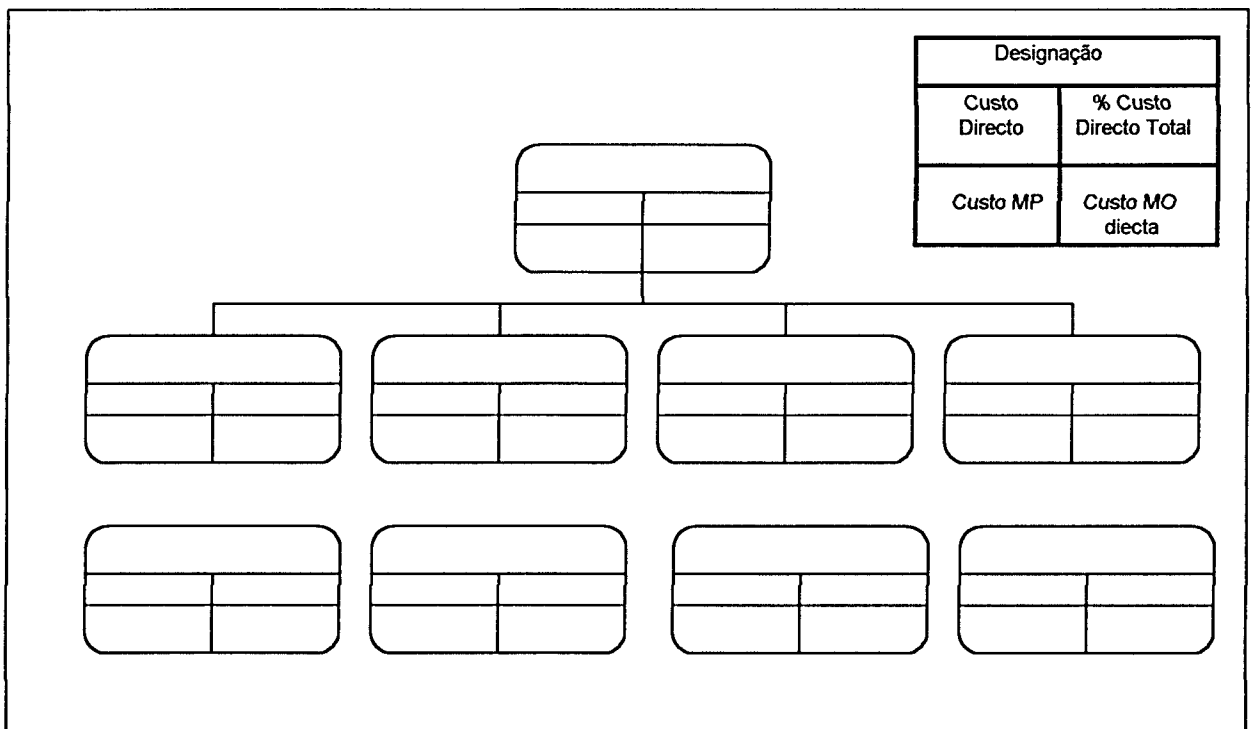 Designação
Custo
Directo
% Custo
Directo Total
Custo MP
Custo MO
diecta